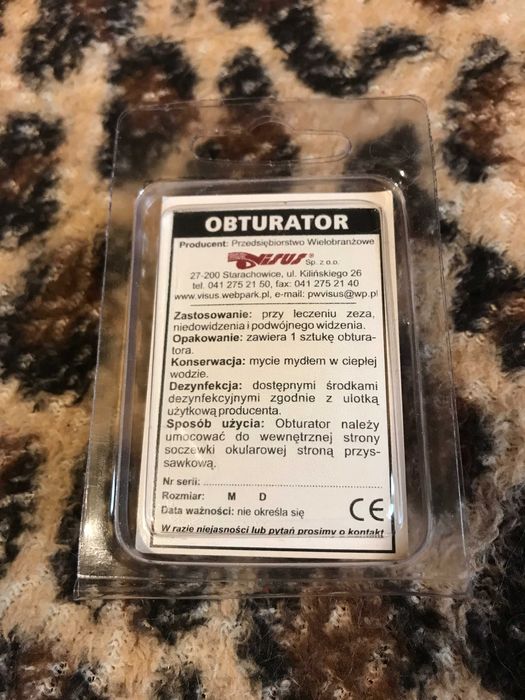 OBTURATOR
Producent: Przedsiębiorstwo Wielobranżowe
VISUS® Sp. z o.o.
27-200 Starachowice, ul. Kilińskiego 26
tel. 041 275 21 50, fax: 041 275 21 40
www.visus.webpark.pl, e-mail: pwvisus@wp.pl
Zastosowanie: przy leczeniu zeza,
niedowidzenia i podwójnego widzenia.
Opakowanie: zawiera 1 sztukę obtura-
tora.
Konserwacja: mycie mydłem w ciepłej
wodzie.
Dezynfekcja: dostępnymi środkami
dezynfekcyjnymi zgodnie z ulotką
użytkową producenta.
Sposób użycia: Obturator należy
umocować do wewnętrznej strony
soczewki okularowej stroną przys-
sawkową.
Nr serii: ..............................
Rozmiar: M D
Data ważności: nie określa się
CE
W razie niejasności lub pytań prosimy o kontakt